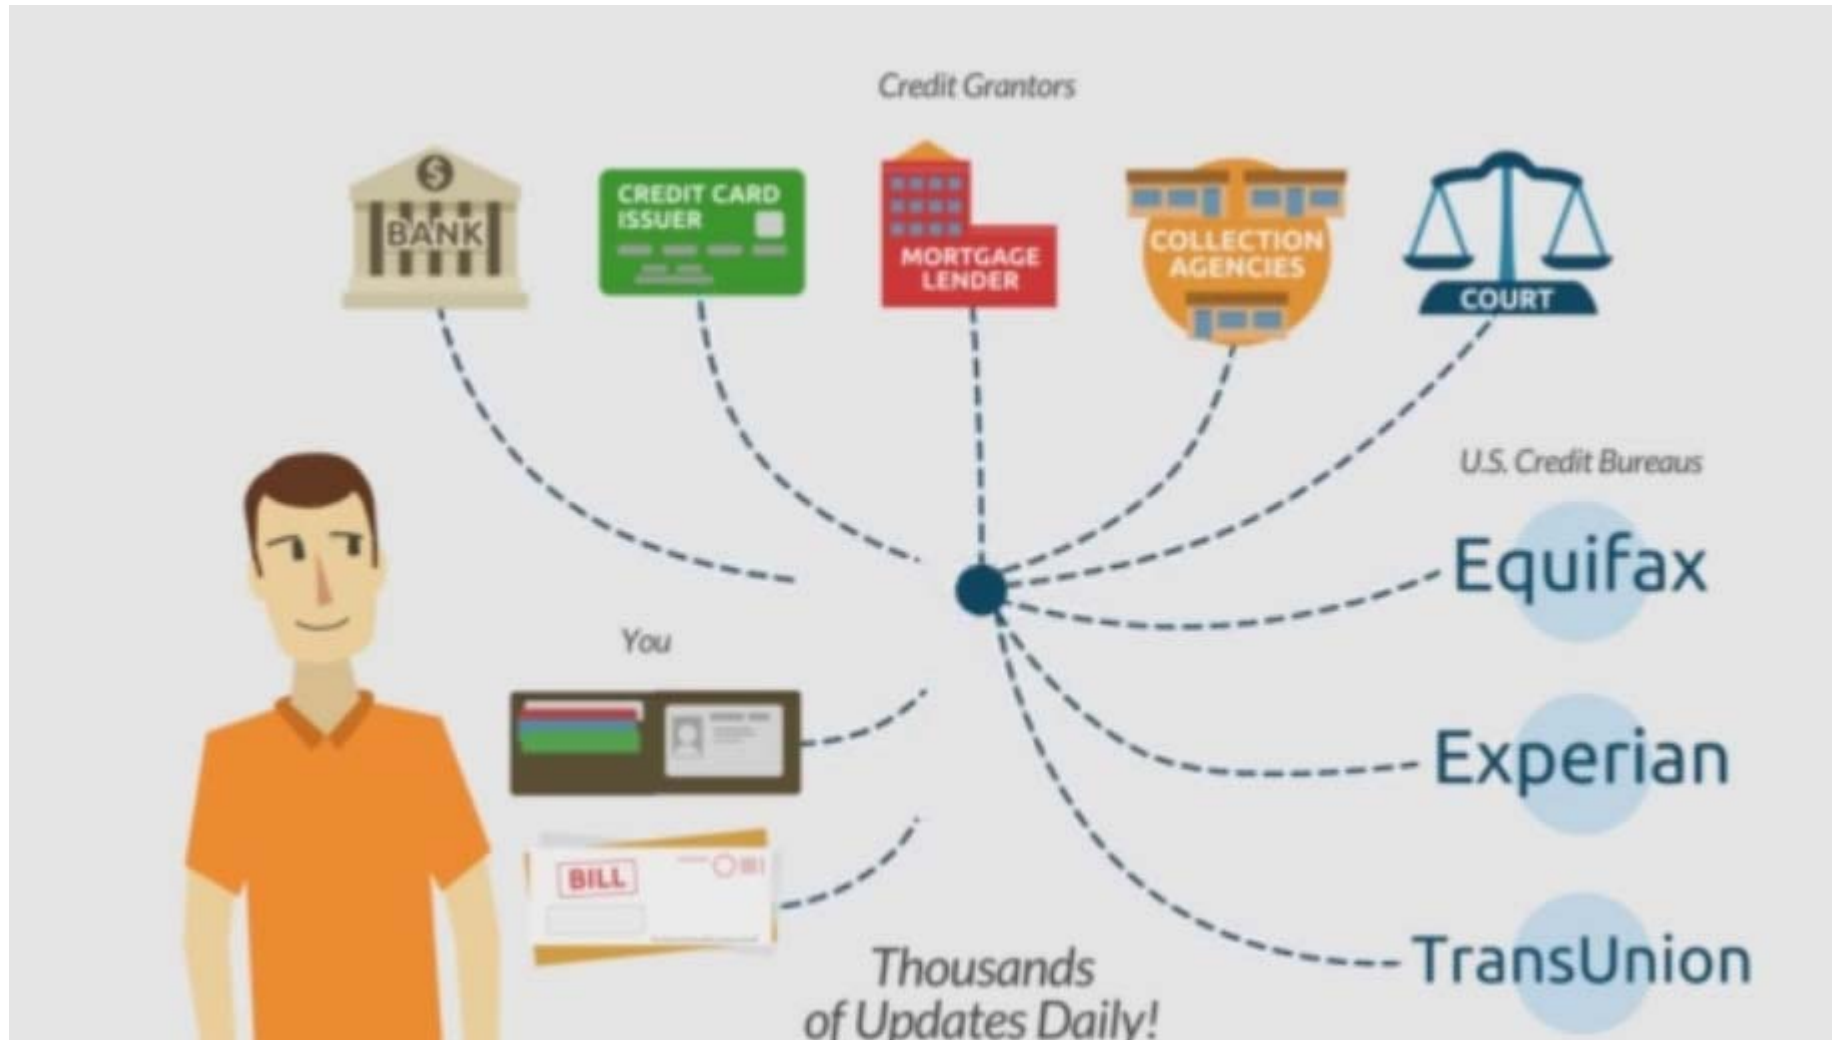 Credit Grantors
$
BANK
CREDIT CARD
ISSUER
MORTGAGE
LENDER
COLLECTION
AGENCIES
COURT
U.S. Credit Bureaus
Equifax
You
Experian
BILL
TransUnion
Thousands
of Updates Daily!